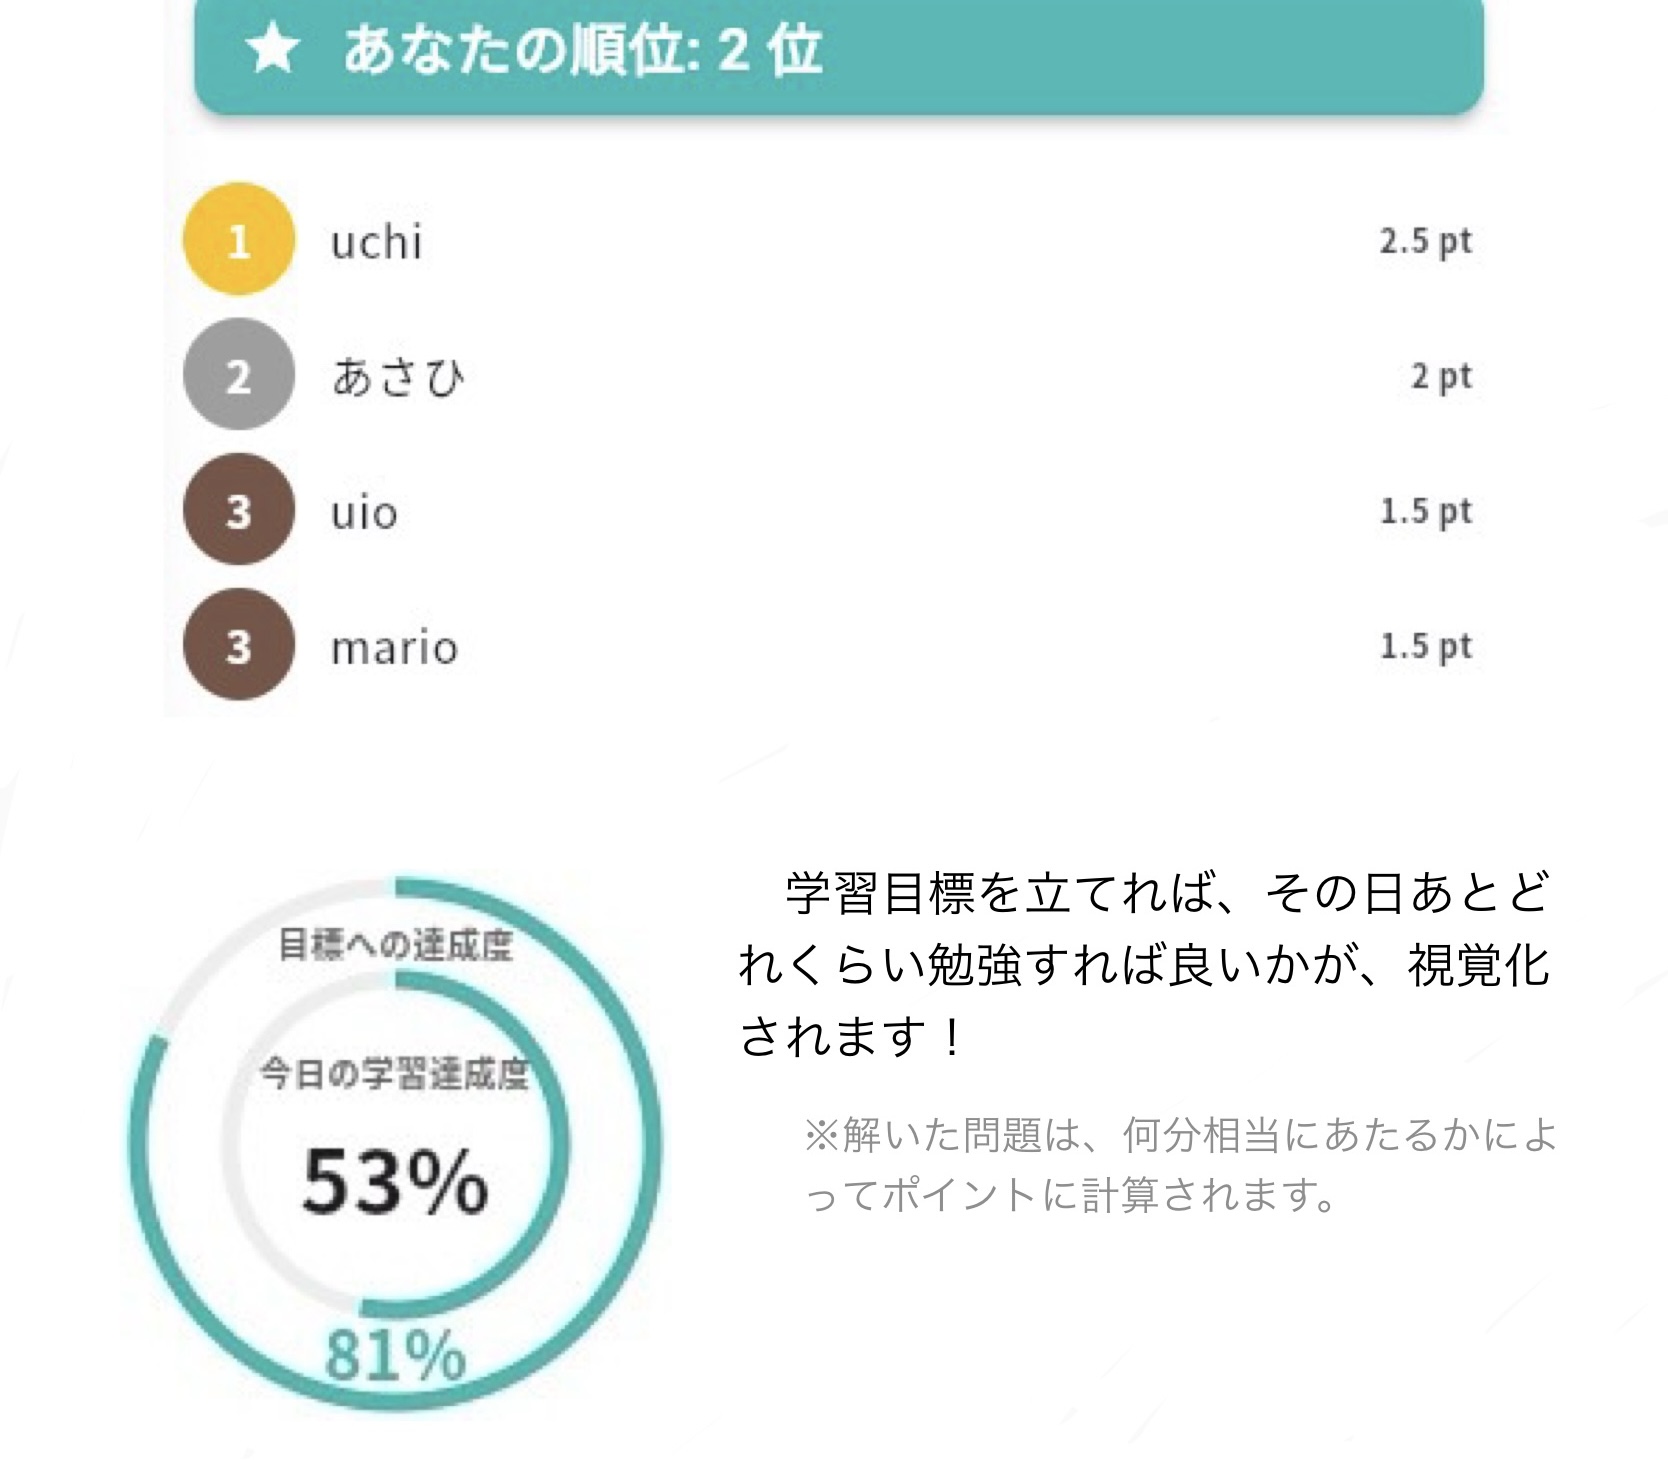 ★ あなたの順位: 2 位
1 uchi 2.5 pt
2 あさひ 2 pt
3 uio 1.5 pt
3 mario 1.5 pt
目標への達成度
今日の学習達成度
53%
81%
学習目標を立てれば、その日あとど
れくらい勉強すれば良いかが、視覚化
されます！
※解いた問題は、何分相当にあたるかによ
ってポイントに計算されます。